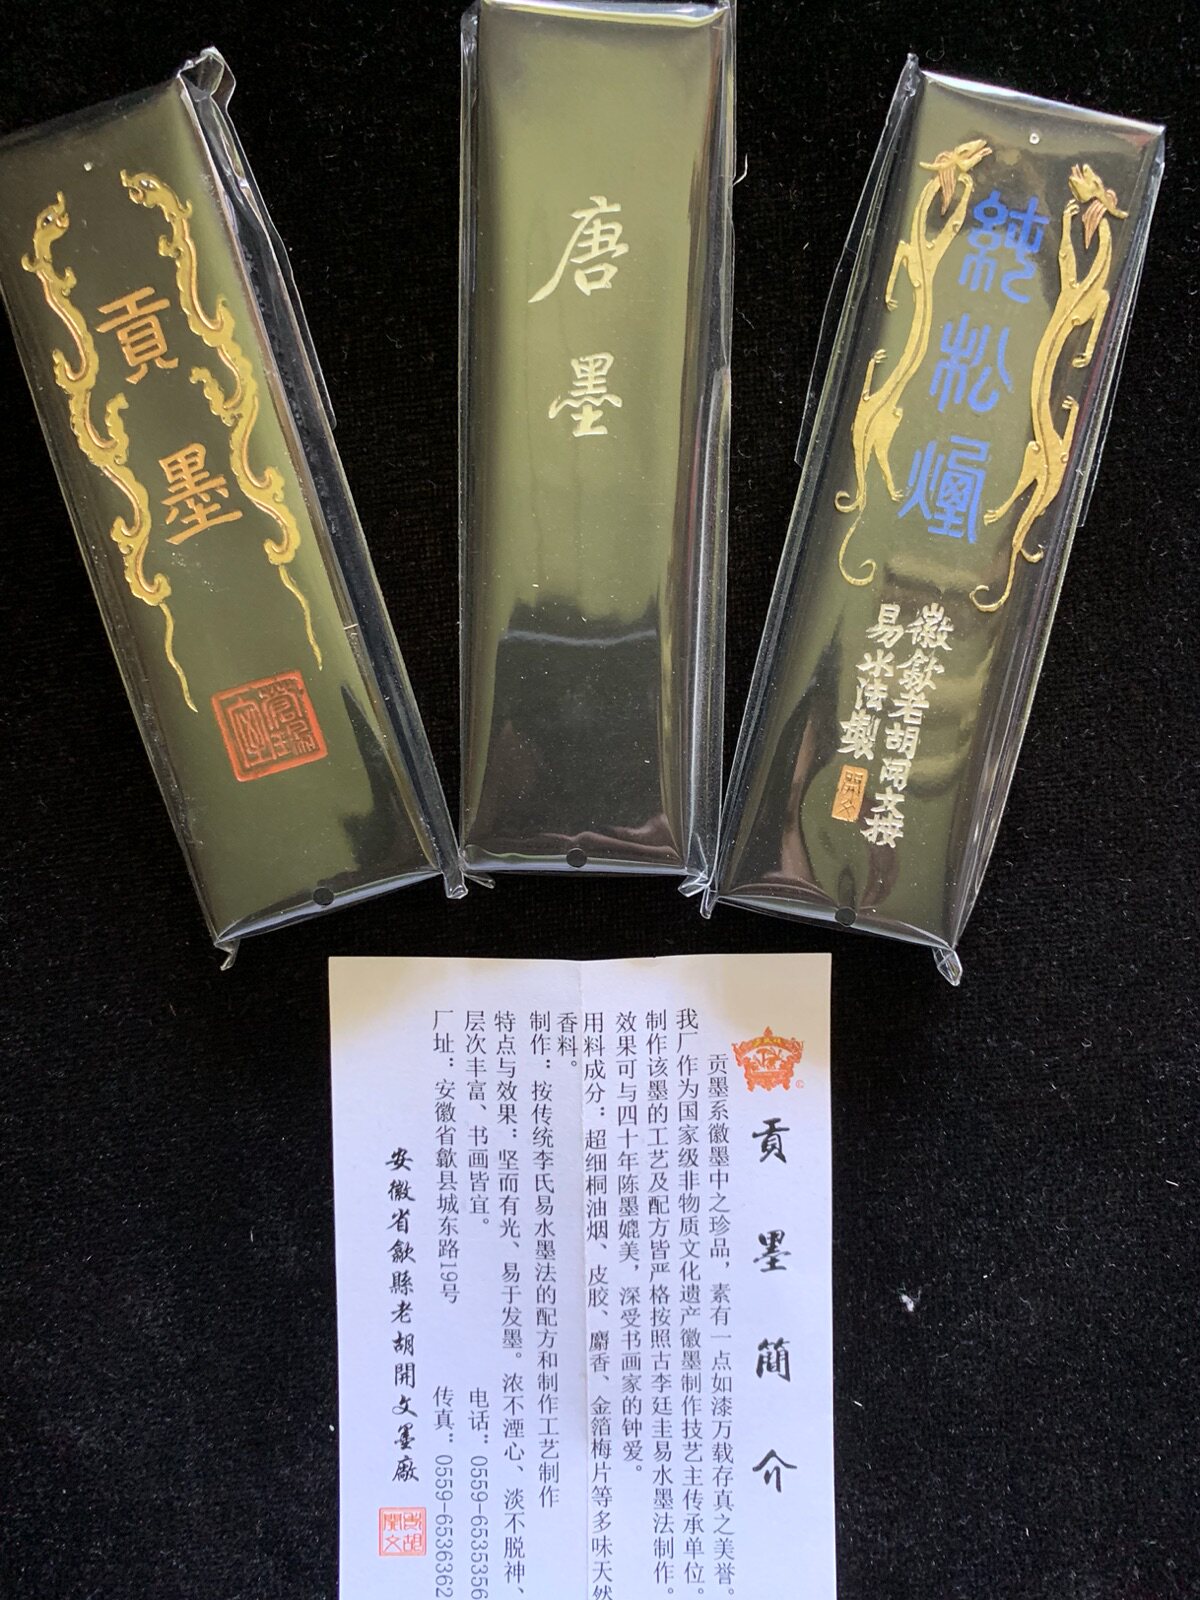 貢墨
唐墨
純松煙
徽歙老胡開文按
易水法製
開文
貢墨簡介
贡墨系徽墨中之珍品，素有一点如漆万载存真之美誉。
我厂作为国家级非物质文化遗产徽墨制作技艺主传承单位。
制作该墨的工艺及配方皆严格按照古李廷圭易水墨法制作。
效果可与四十年陈墨媲美，深受书画家的钟爱。
用料成分：超细桐油烟、皮胶、麝香、金箔梅片等多味天然
香料。
制作：按传统李氏易水墨法的配方和制作工艺制作
特点与效果：坚而有光、易于发墨。浓不湮心、淡不脱神、
层次丰富、书画皆宜。
电话：0559-6535356
厂址：安徽省歙县城东路19号
传真：0559-6536362
安徽省歙縣老胡開文墨廠
老胡開文